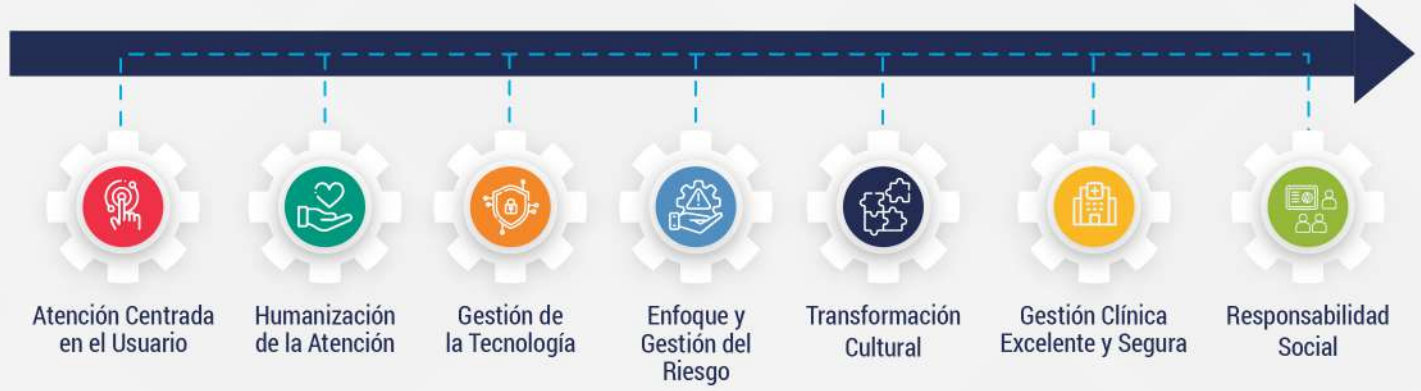 Atención Centrada
en el Usuario
Humanización
de la Atención
Gestión de
la Tecnología
Enfoque y
Gestión del
Riesgo
Transformación
Cultural
Gestión Clínica
Excelente y Segura
Responsabilidad
Social